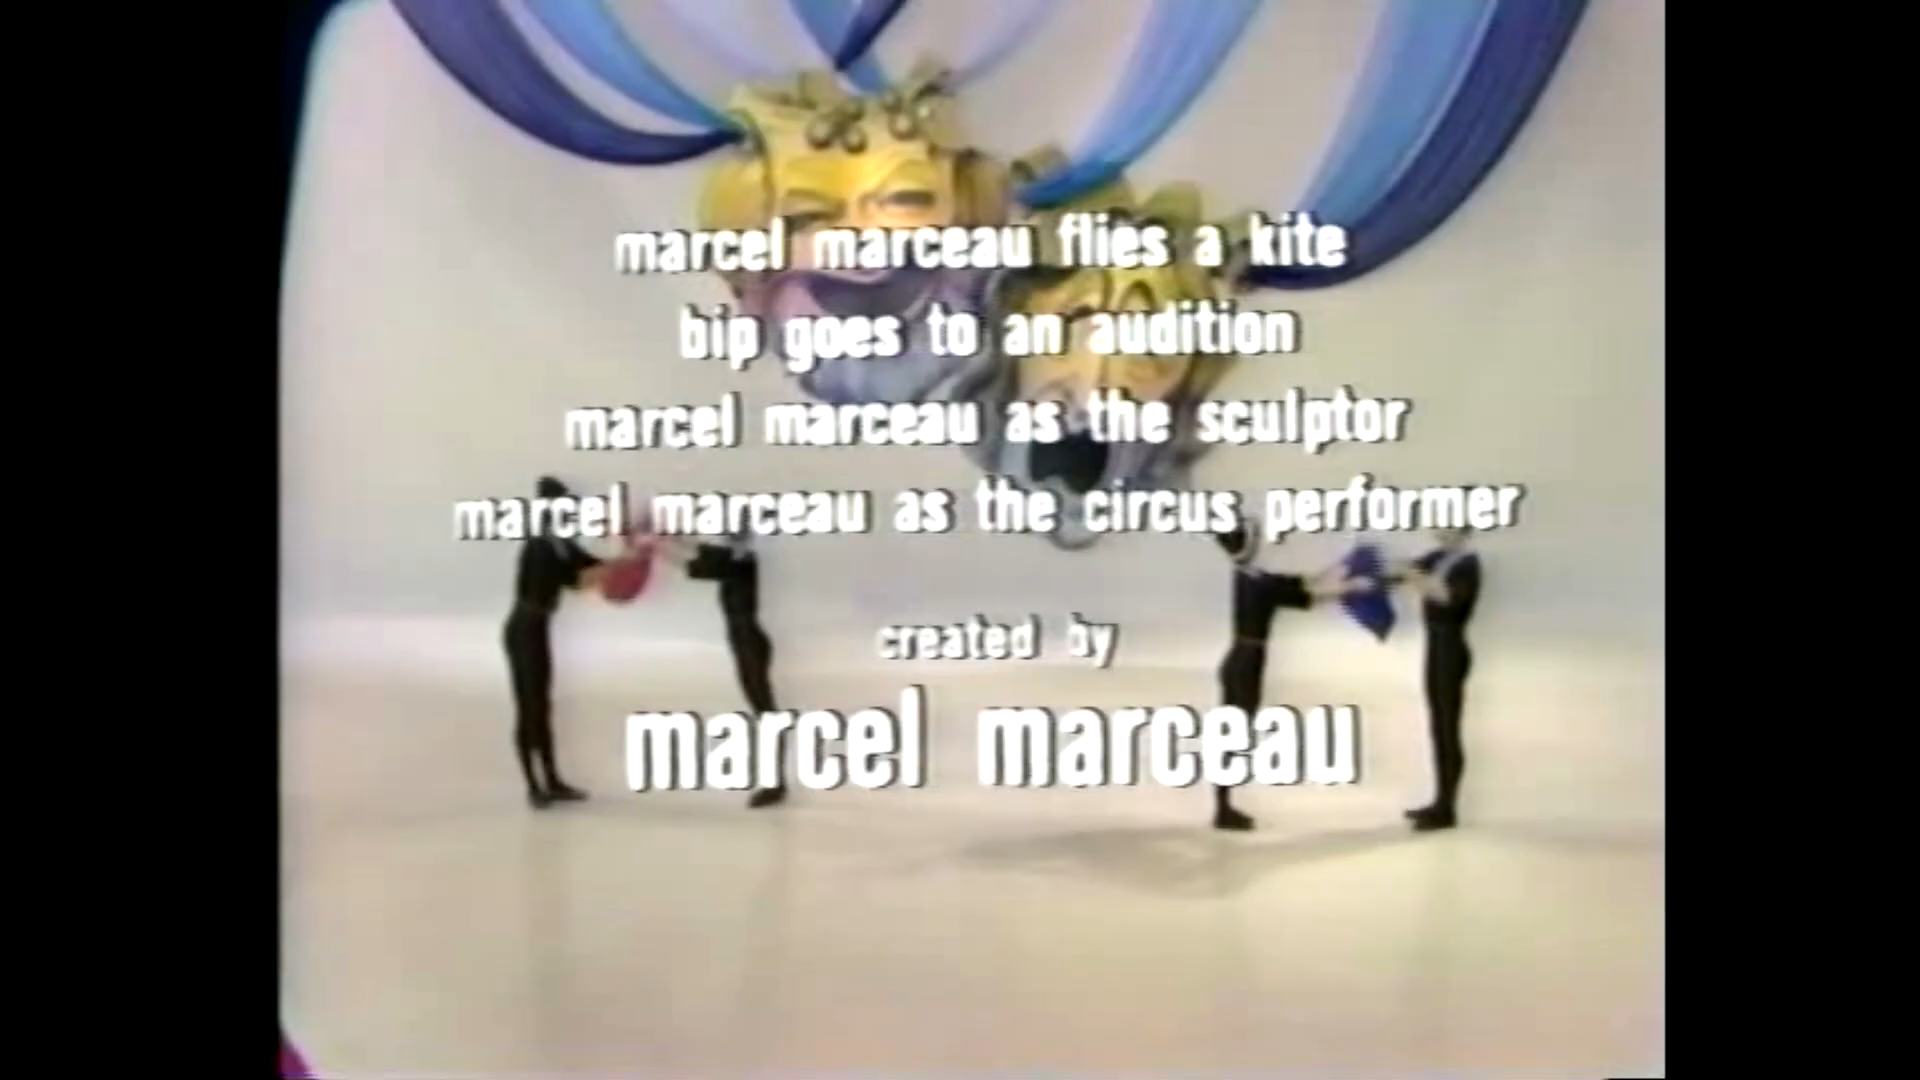 marcel marceau flies a kite
bip goes to an audition
marcel marceau as the sculptor
marcel marceau as the circus performer
created by
marcel marceau